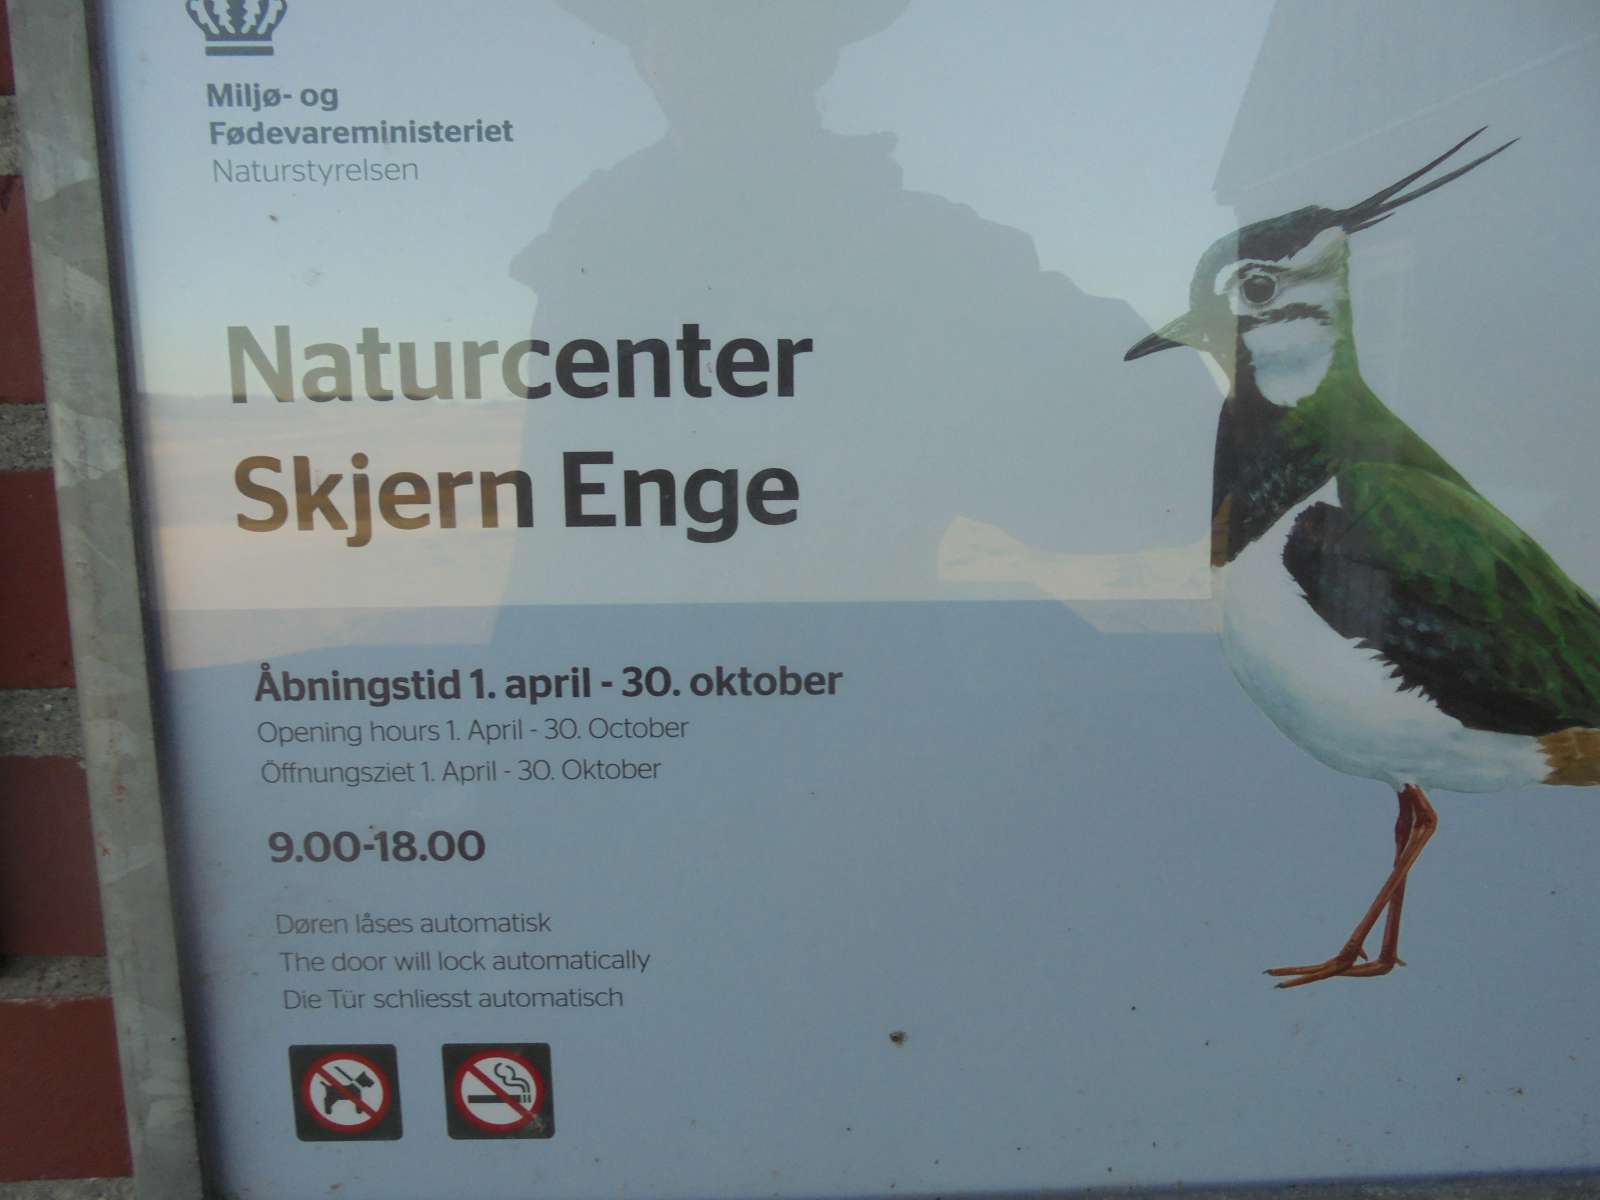 Miljø- og
Fødevareministeriet
Naturstyrelsen
Naturcenter
Skjern Enge
Åbningstid 1. april - 30. oktober
Opening hours 1. April - 30. October
Öffnungsziet 1. April - 30. Oktober
9.00-18.00
Døren låses automatisk
The door will lock automatically
Die Tür schliesst automatisch